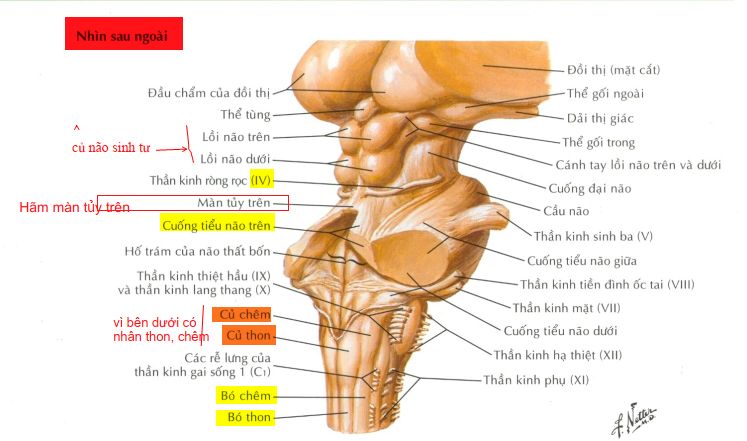 Nhìn sau ngoài
Đầu chẩm của đồi thị
Thể tùng
^
củ não sinh tư
Lồi não trên
Lồi não dưới
Thần kinh ròng rọc (IV)
Hãm màn tủy trên
Màn tủy trên
Cuống tiểu não trên
Hố trám của não thất bốn
Thần kinh thiệt hầu (IX)
và thần kinh lang thang (X)
vì bên dưới có
nhân thon, chêm
Củ chêm
Củ thon
Các rễ lưng của
thần kinh gai sống 1 (C1)
Bó chêm
Bó thon
Đồi thị (mặt cắt)
Thể gối ngoài
Dải thị giác
Thể gối trong
Cánh tay lồi não trên và dưới
Cuống đại não
Cầu não
Thần kinh sinh ba (V)
Cuống tiểu não giữa
Thần kinh tiền đình ốc tai (VIII)
Thần kinh mặt (VII)
Cuống tiểu não dưới
Thần kinh hạ thiệt (XII)
Thần kinh phụ (XI)
F. Netter
M.D.